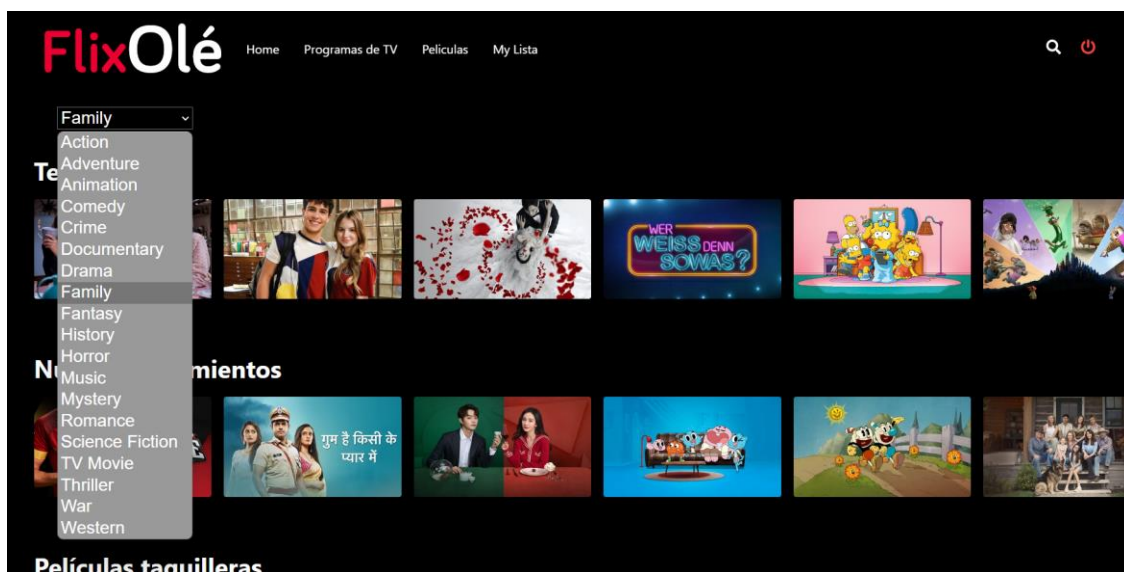 FlixOlé
Home Programas de TV Peliculas My Lista
Family
Action
Adventure
Te
Animation
Comedy
Crime
Documentary
Drama
Family
Fantasy
History
Horror
Music
Mystery
Romance
Science Fiction
TV Movie
Thriller
War
Western
WER
WEISS DENN
SOWAS?
mientos
गुम है किसी के
प्यार में
Películas taquilleras